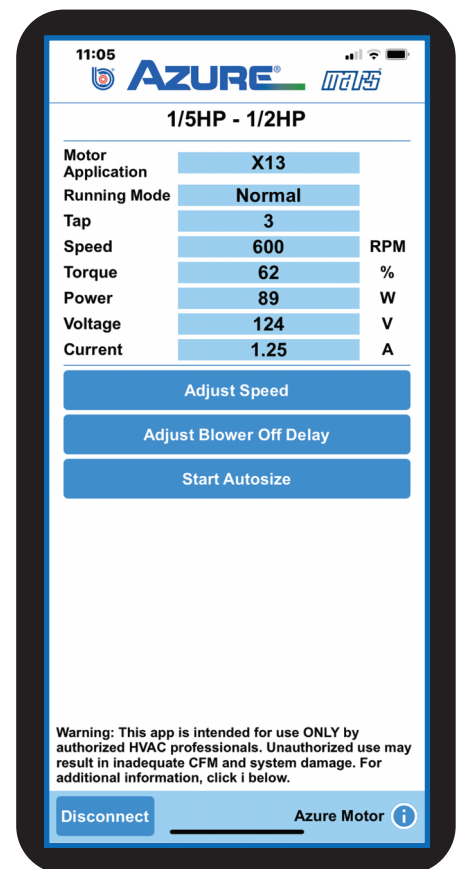 11:05
AZURE®
mars
1/5HP - 1/2HP
Motor
Application X13
Running Mode Normal
Tap 3
Speed 600 RPM
Torque 62 %
Power 89 W
Voltage 124 V
Current 1.25 A
Adjust Speed
Adjust Blower Off Delay
Start Autosize
Warning: This app is intended for use ONLY by
authorized HVAC professionals. Unauthorized use may
result in inadequate CFM and system damage. For
additional information, click i below.
Disconnect Azure Motor i